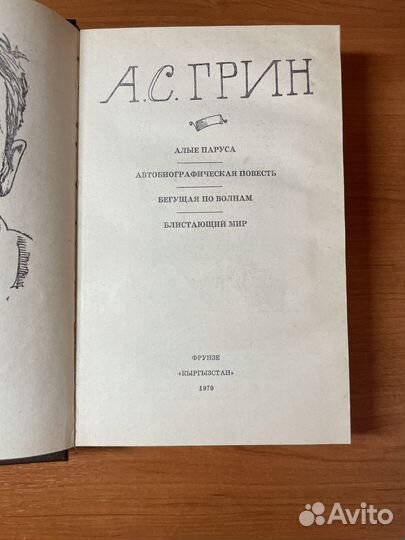 А.С.ГРИН
АЛЫЕ ПАРУСА
АВТОБИОГРАФИЧЕСКАЯ ПОВЕСТЬ
БЕГУЩАЯ ПО ВОЛНАМ
БЛИСТАЮЩИЙ МИР
ФРУНЗЕ
«КЫРГЫЗСТАН»
1979
Avito